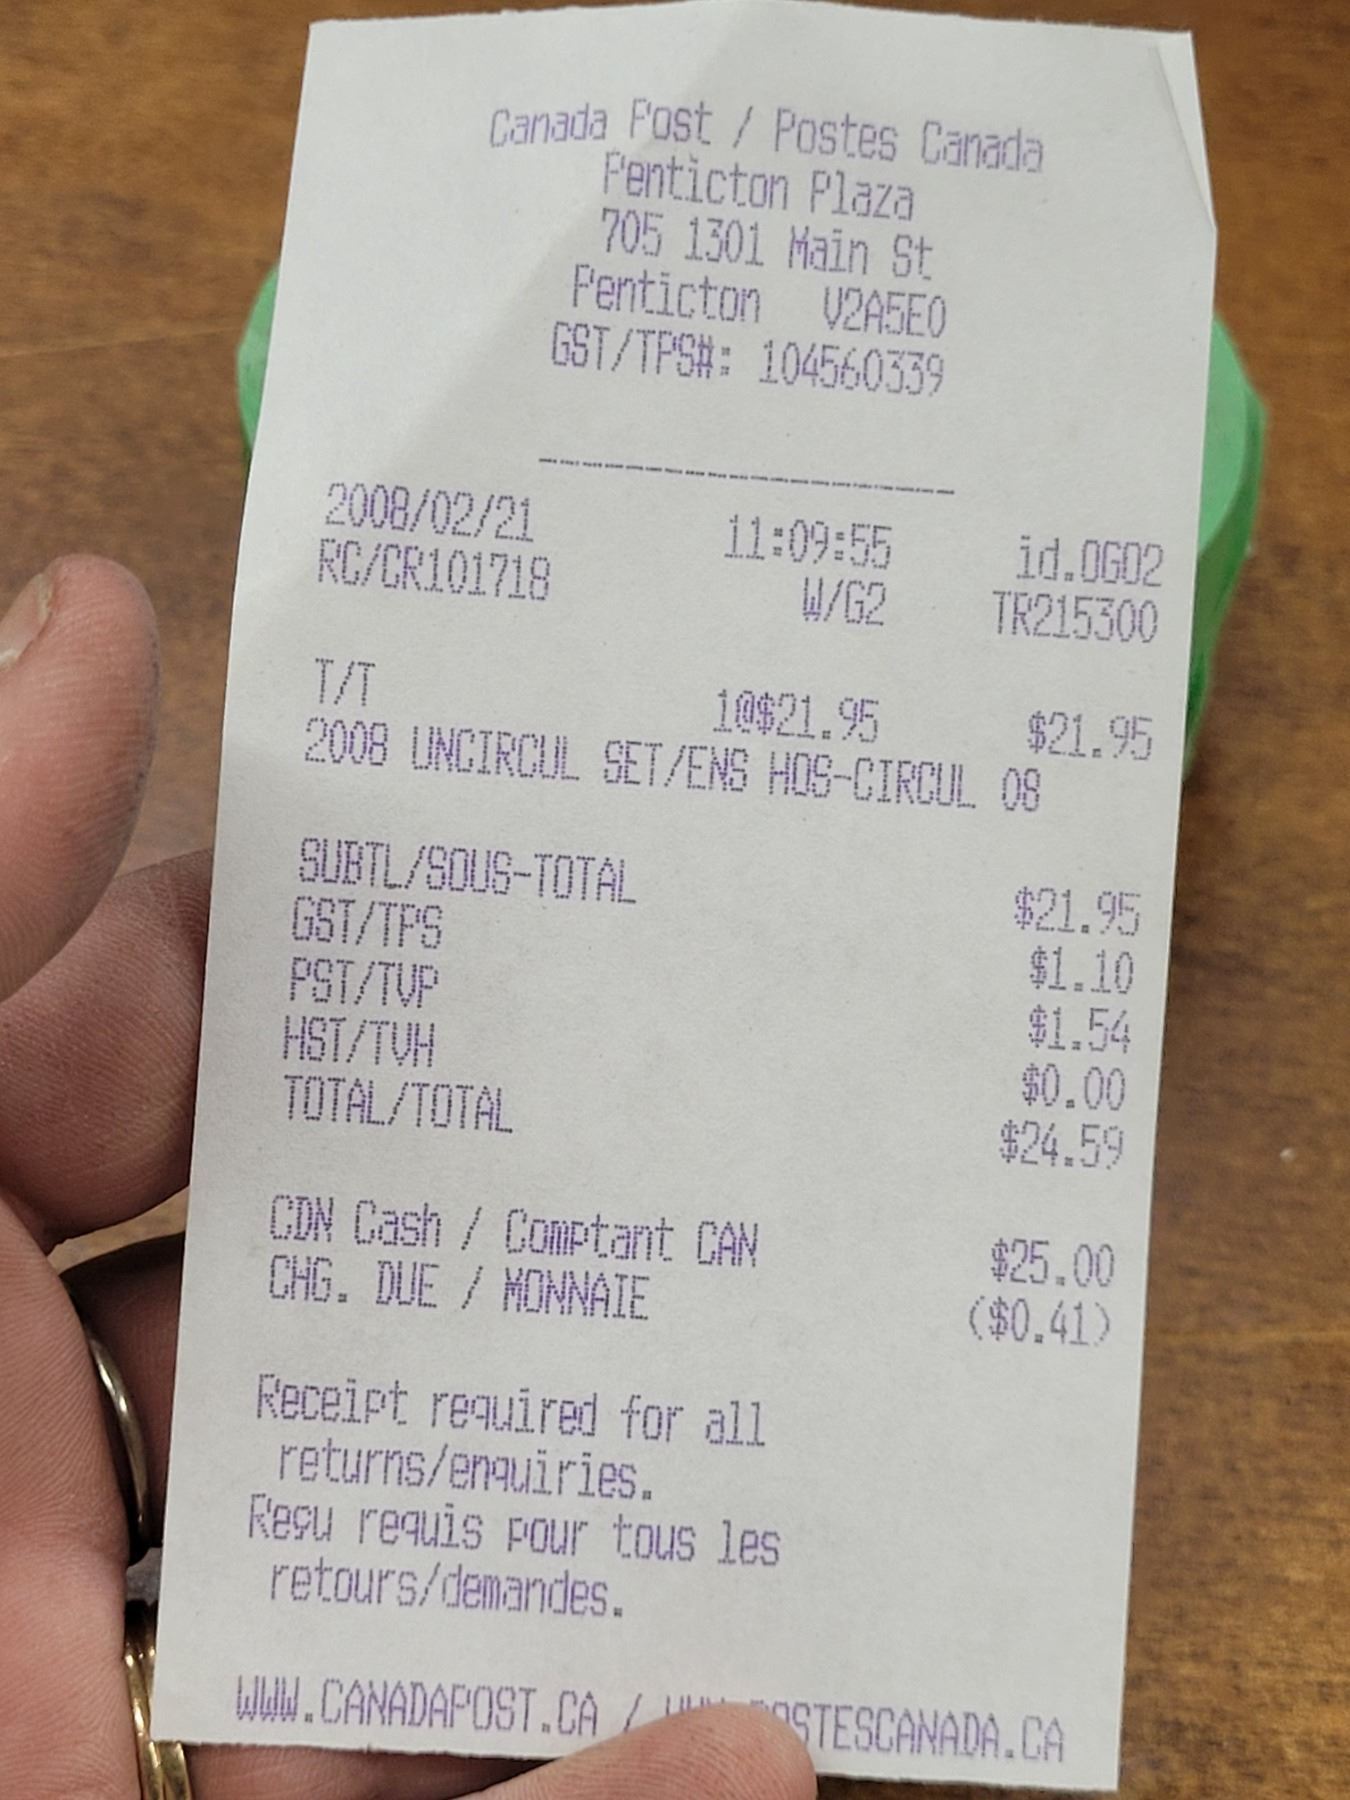 Canada Post / Postes Canada
Penticton Plaza
705 1301 Main St
Penticton V2A5E0
GST/TPS#: 104560339
2008/02/21 11:09:55 id.OG02
RC/CR101718 W/G2 TR215300
T/T 1@$21.95 $21.95
2008 UNCIRCUL SET/ENS HOS-CIRCUL 08
SUBTL/SOUS-TOTAL $21.95
GST/TPS $1.10
PST/TVP $1.54
HST/TVH $0.00
TOTAL/TOTAL $24.59
CDN Cash / Comptant CAN $25.00
CHG. DUE / MONNAIE ($0.41)
Receipt required for all
returns/enquiries.
Reçu requis pour tous les
retours/demandes.
WWW.CANADAPOST.CA / WWW.POSTESCANADA.CA